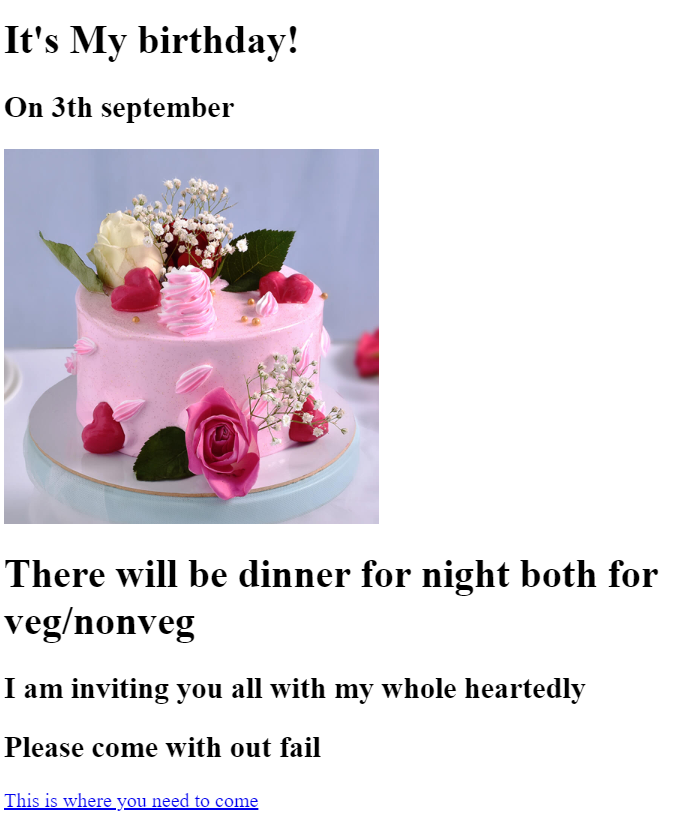 It's My birthday!
On 3th september
There will be dinner for night both for
veg/nonveg
I am inviting you all with my whole heartedly
Please come with out fail
This is where you need to come